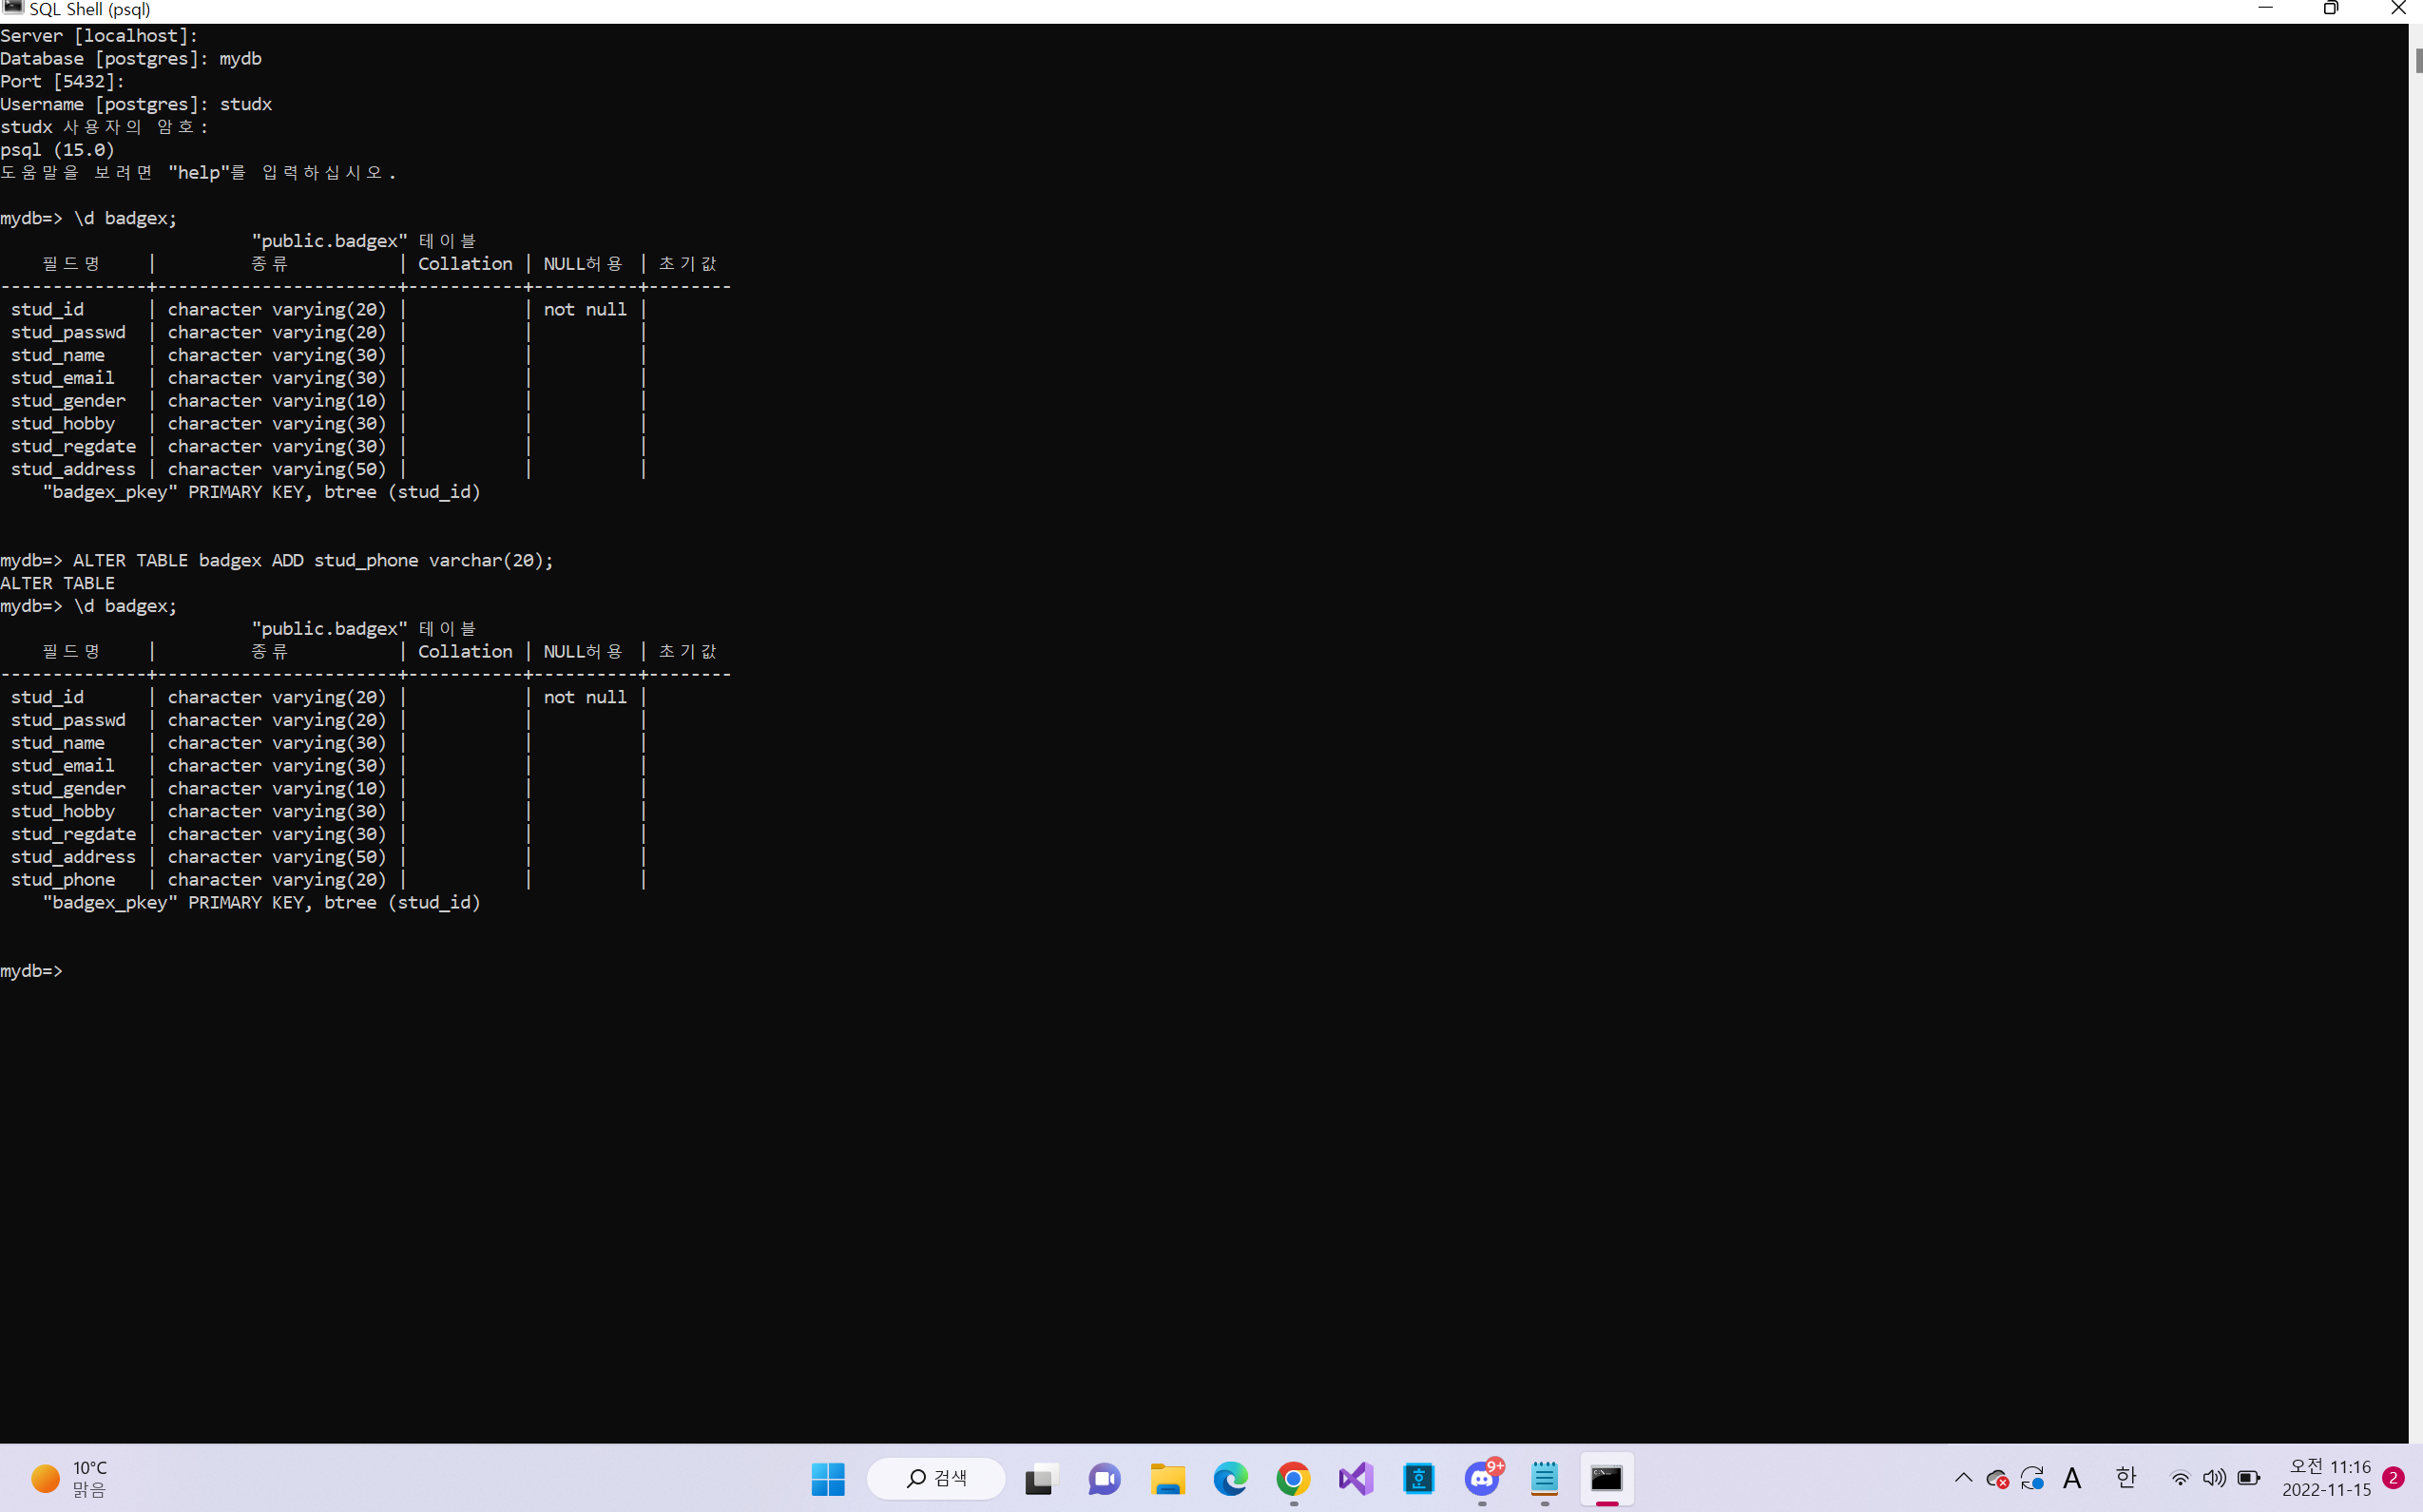 SQL Shell (psql)
Server [localhost]:
Database [postgres]: mydb
Port [5432]:
Username [postgres]: studx
studx 사용자의 암호:
psql (15.0)
도움말을 보려면 "help"를 입력하십시오.
mydb=> \d badgex;
"public.badgex" 테이블
필드명 | 종류 | Collation | NULL허용 | 초기값
--------------+-----------------------+-----------+----------+--------
stud_id | character varying(20) | | not null |
stud_passwd | character varying(20) | | |
stud_name | character varying(30) | | |
stud_email | character varying(30) | | |
stud_gender | character varying(10) | | |
stud_hobby | character varying(30) | | |
stud_regdate | character varying(30) | | |
stud_address | character varying(50) | | |
"badgex_pkey" PRIMARY KEY, btree (stud_id)
mydb=> ALTER TABLE badgex ADD stud_phone varchar(20);
ALTER TABLE
mydb=> \d badgex;
"public.badgex" 테이블
필드명 | 종류 | Collation | NULL허용 | 초기값
--------------+-----------------------+-----------+----------+--------
stud_id | character varying(20) | | not null |
stud_passwd | character varying(20) | | |
stud_name | character varying(30) | | |
stud_email | character varying(30) | | |
stud_gender | character varying(10) | | |
stud_hobby | character varying(30) | | |
stud_regdate | character varying(30) | | |
stud_address | character varying(50) | | |
stud_phone | character varying(20) | | |
"badgex_pkey" PRIMARY KEY, btree (stud_id)
mydb=>
10°C
맑음
검색
9+
A 한
오전 11:16
2022-11-15
2